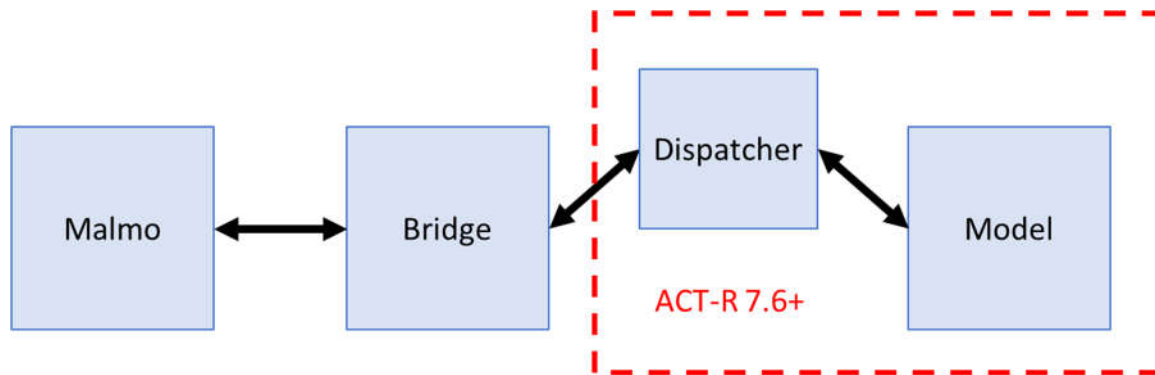 Malmo
Bridge
Dispatcher
Model
ACT-R 7.6+